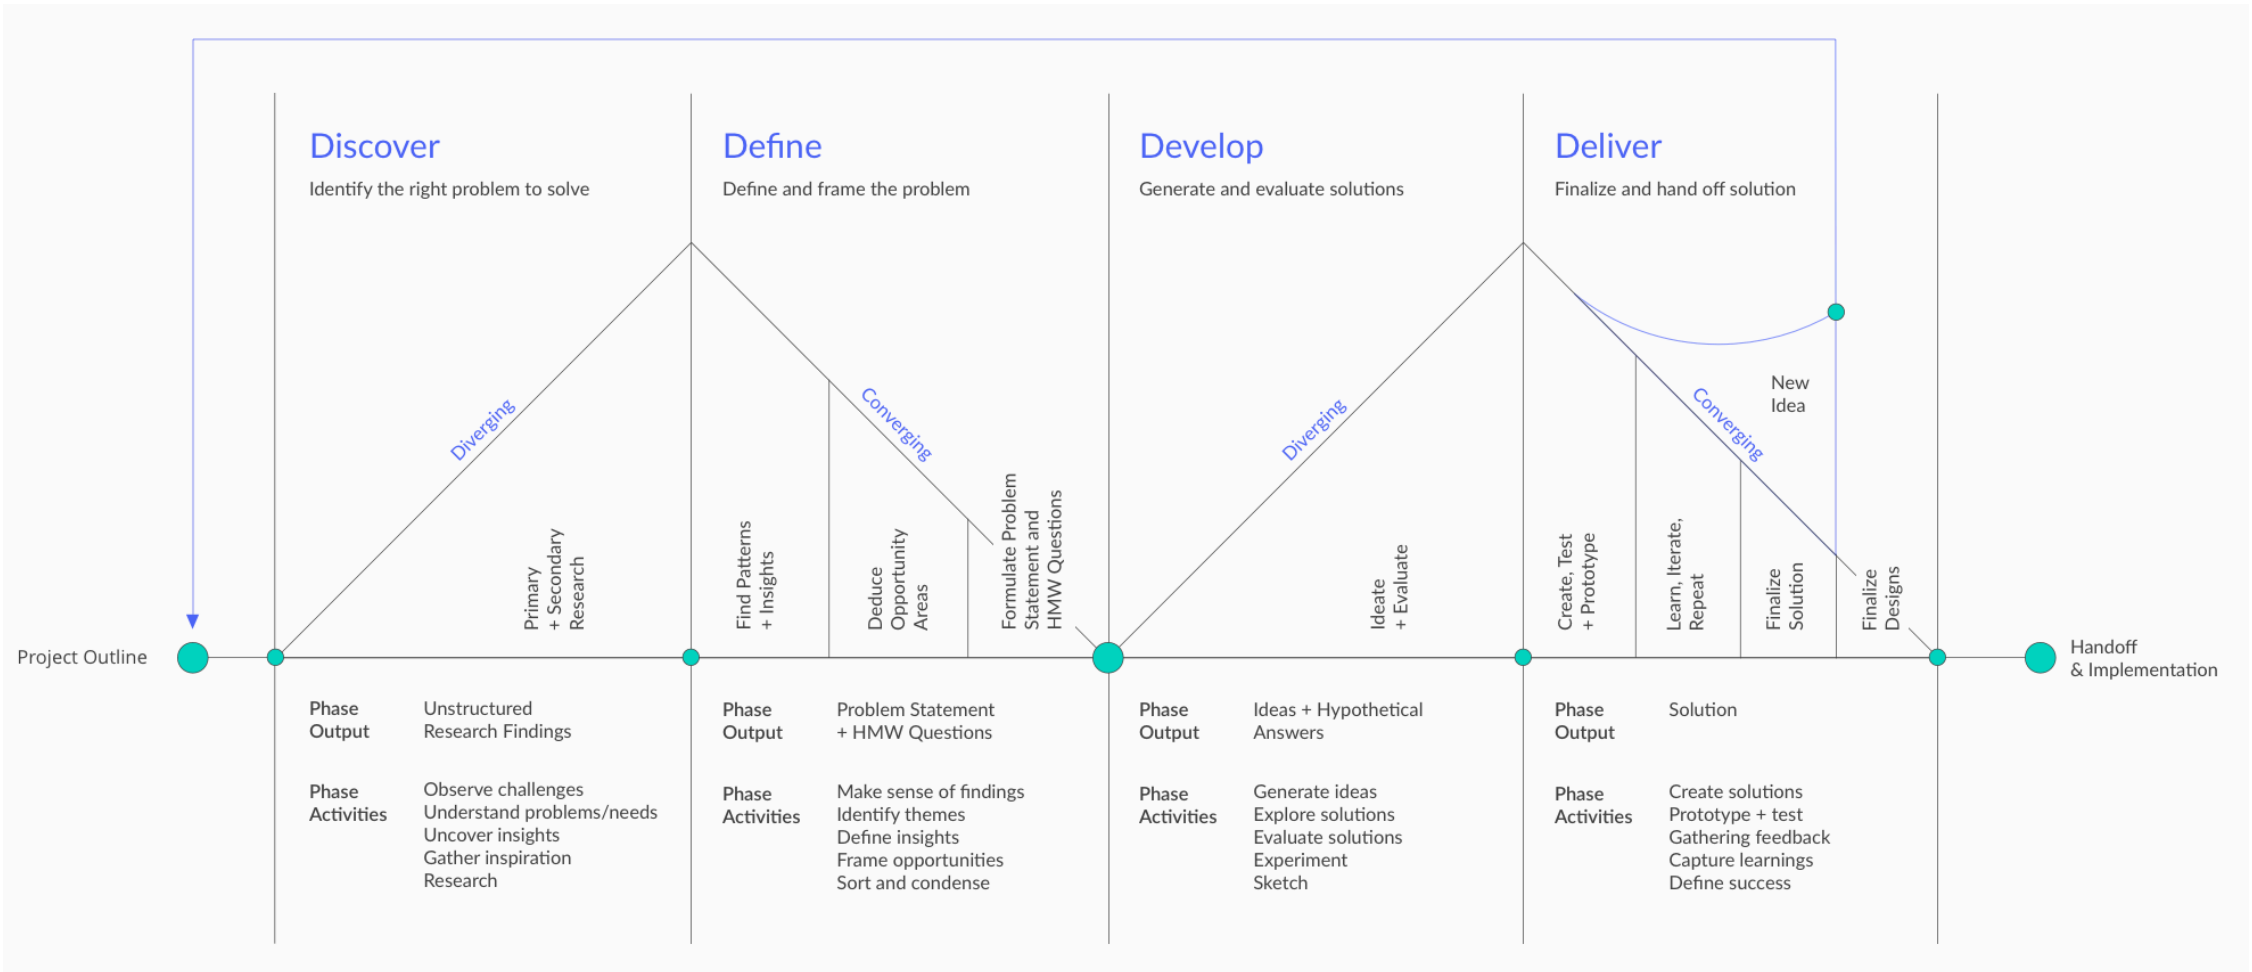 Discover
Identify the right problem to solve
Define
Define and frame the problem
Develop
Generate and evaluate solutions
Deliver
Finalize and hand off solution
Diverging
Converging
Diverging
Converging
New
Idea
Primary
+ Secondary
Research
Find Patterns
+ Insights
Deduce
Opportunity
Areas
Formulate Problem
Statement and
HMW Questions
Ideate
+ Evaluate
Create, Test
+ Prototype
Learn, Iterate,
Repeat
Finalize
Solution
Finalize
Designs
Project Outline
Handoff
& Implementation
Phase
Output
Unstructured
Research Findings
Phase
Activities
Observe challenges
Understand problems/needs
Uncover insights
Gather inspiration
Research
Phase
Output
Problem Statement
+ HMW Questions
Phase
Activities
Make sense of findings
Identify themes
Define insights
Frame opportunities
Sort and condense
Phase
Output
Ideas + Hypothetical
Answers
Phase
Activities
Generate ideas
Explore solutions
Evaluate solutions
Experiment
Sketch
Phase
Output
Solution
Phase
Activities
Create solutions
Prototype + test
Gathering feedback
Capture learnings
Define success